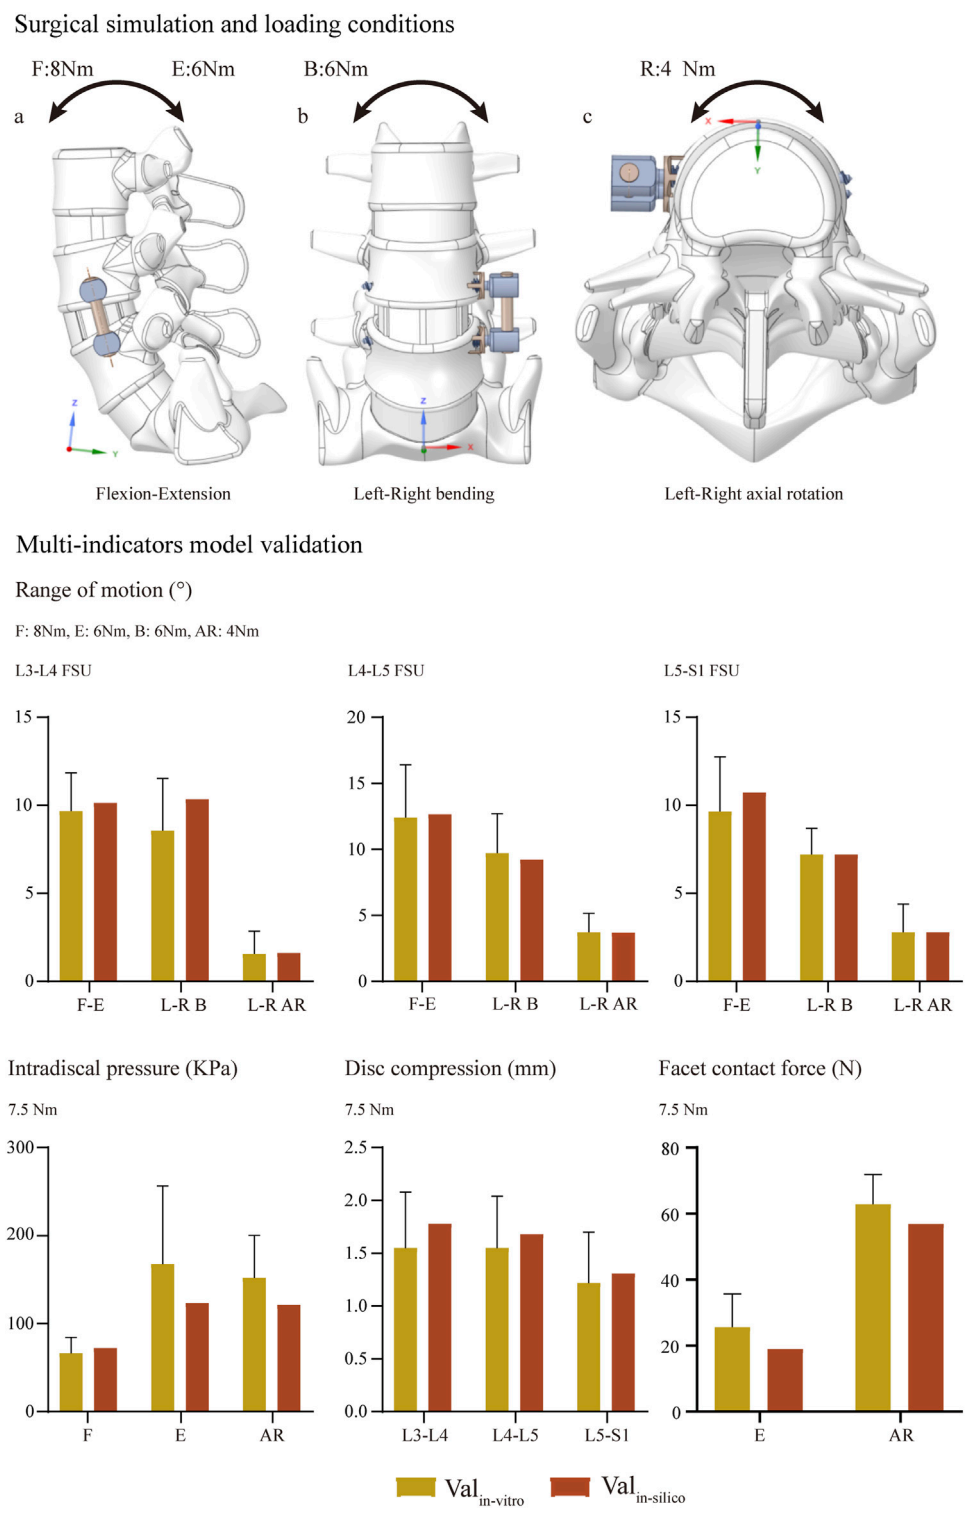 Surgical simulation and loading conditions
F:8Nm E:6Nm B:6Nm R:4 Nm
a b c
X
Y
Z Y
Z X
Flexion-Extension Left-Right bending Left-Right axial rotation
Multi-indicators model validation
Range of motion (°)
F: 8Nm, E: 6Nm, B: 6Nm, AR: 4Nm
L3-L4 FSU
15
10
5
0
F-E L-R B L-R AR
L4-L5 FSU
20
15
10
5
0
F-E L-R B L-R AR
L5-S1 FSU
15
10
5
0
F-E L-R B L-R AR
Intradiscal pressure (KPa)
7.5 Nm
300
200
100
0
F E AR
Disc compression (mm)
7.5 Nm
2.5
2.0
1.5
1.0
0.5
0.0
L3-L4 L4-L5 L5-S1
Facet contact force (N)
7.5 Nm
80
60
40
20
0
E AR
Val in-vitro Val in-silico